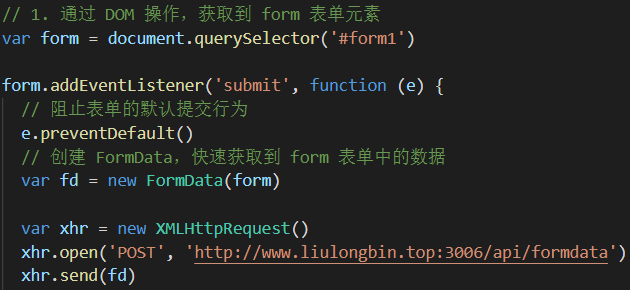 // 1. 通过 DOM 操作，获取到 form 表单元素
var form = document.querySelector('#form1')
form.addEventListener('submit', function (e) {
// 阻止表单的默认提交行为
e.preventDefault()
// 创建 FormData，快速获取到 form 表单中的数据
var fd = new FormData(form)
var xhr = new XMLHttpRequest()
xhr.open('POST', 'http://www.liulongbin.top:3006/api/formdata')
xhr.send(fd)